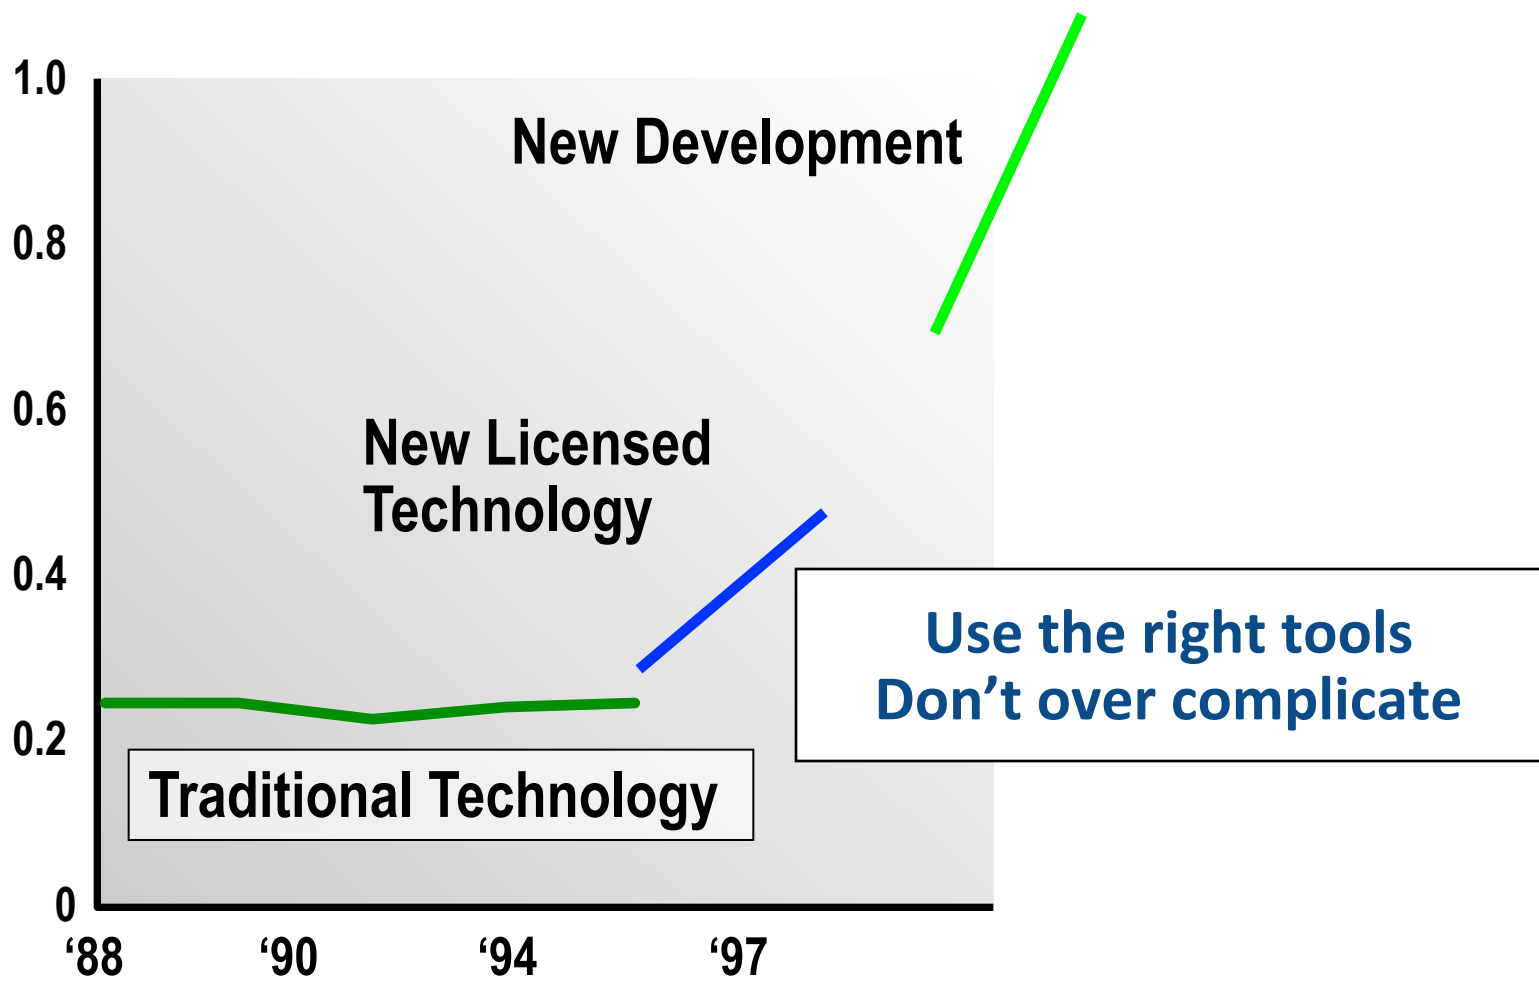 1.0
New Development
0.8
0.6
New Licensed
Technology
0.4
Use the right tools
Don’t over complicate
0.2
Traditional Technology
0
‘88 ‘90 ‘94 ‘97